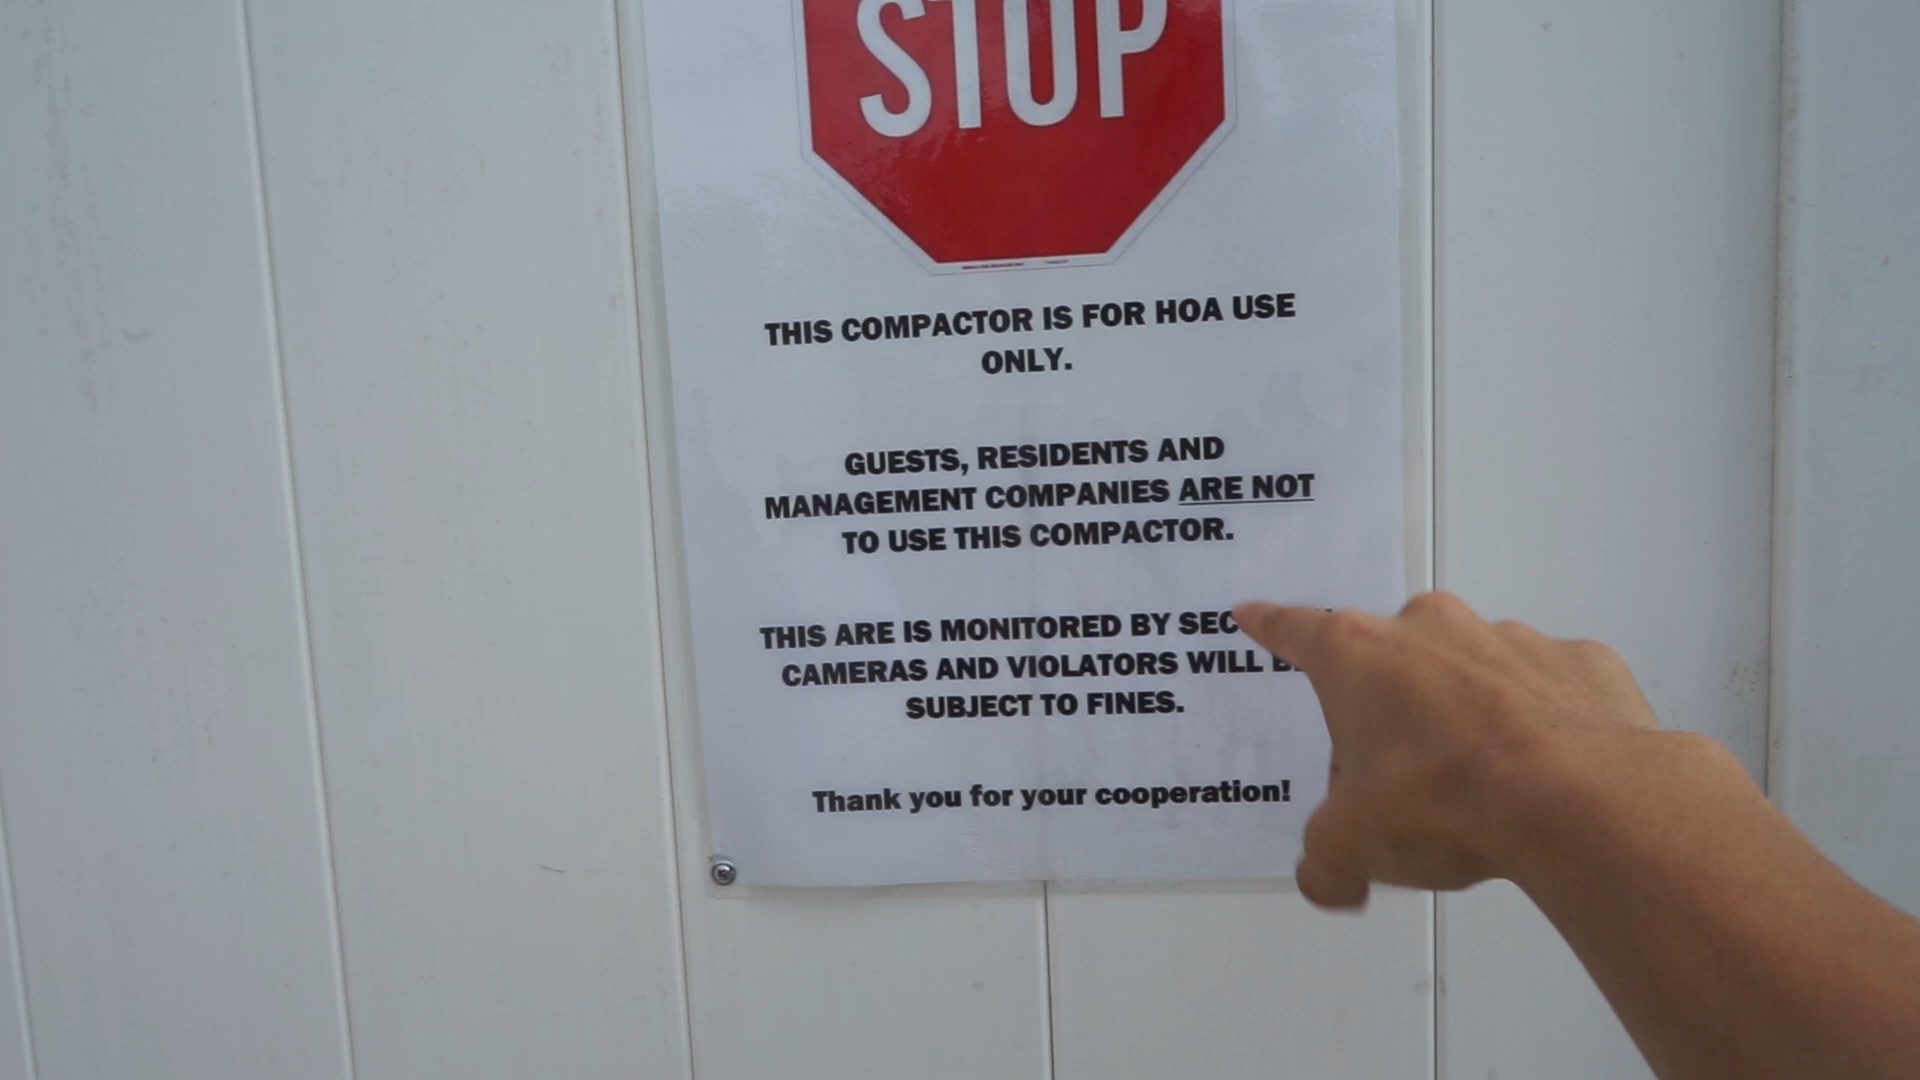 STOP
THIS COMPACTOR IS FOR HOA USE
ONLY.
GUESTS, RESIDENTS AND
MANAGEMENT COMPANIES ARE NOT
TO USE THIS COMPACTOR.
THIS ARE IS MONITORED BY
CAMERAS AND VIOLATORS WILL
SUBJECT TO FINES.
Thank you for your cooperation!